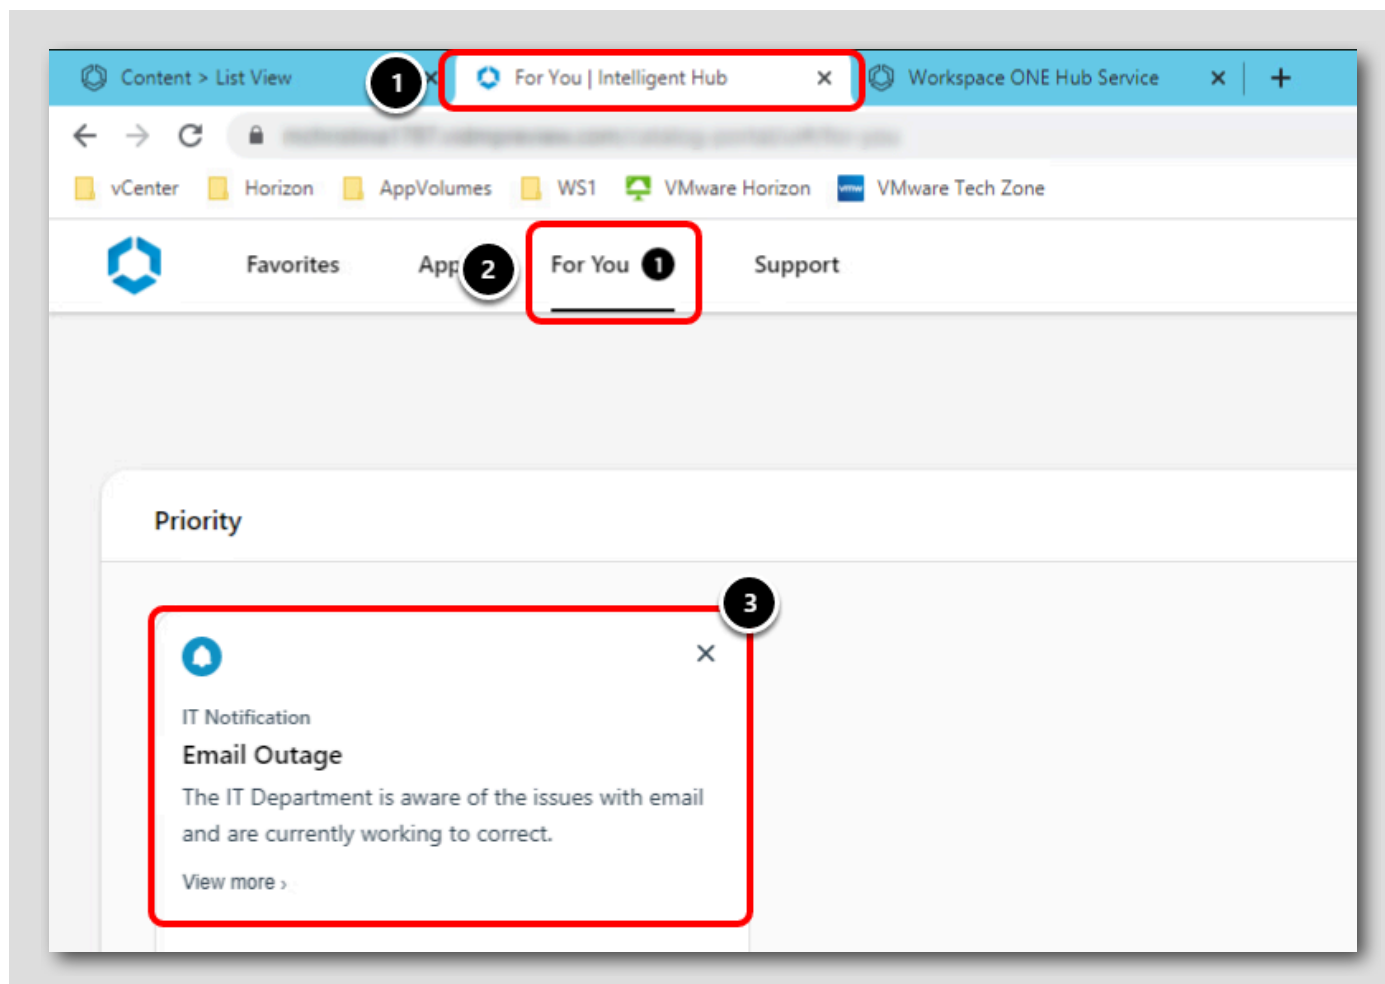 Content > List View
1
For You | Intelligent Hub
Workspace ONE Hub Service
vCenter
Horizon
AppVolumes
WS1
VMware Horizon
vmw
VMware Tech Zone
Favorites
App
2
For You 1
Support
Priority
3
IT Notification
Email Outage
The IT Department is aware of the issues with email
and are currently working to correct.
View more ›